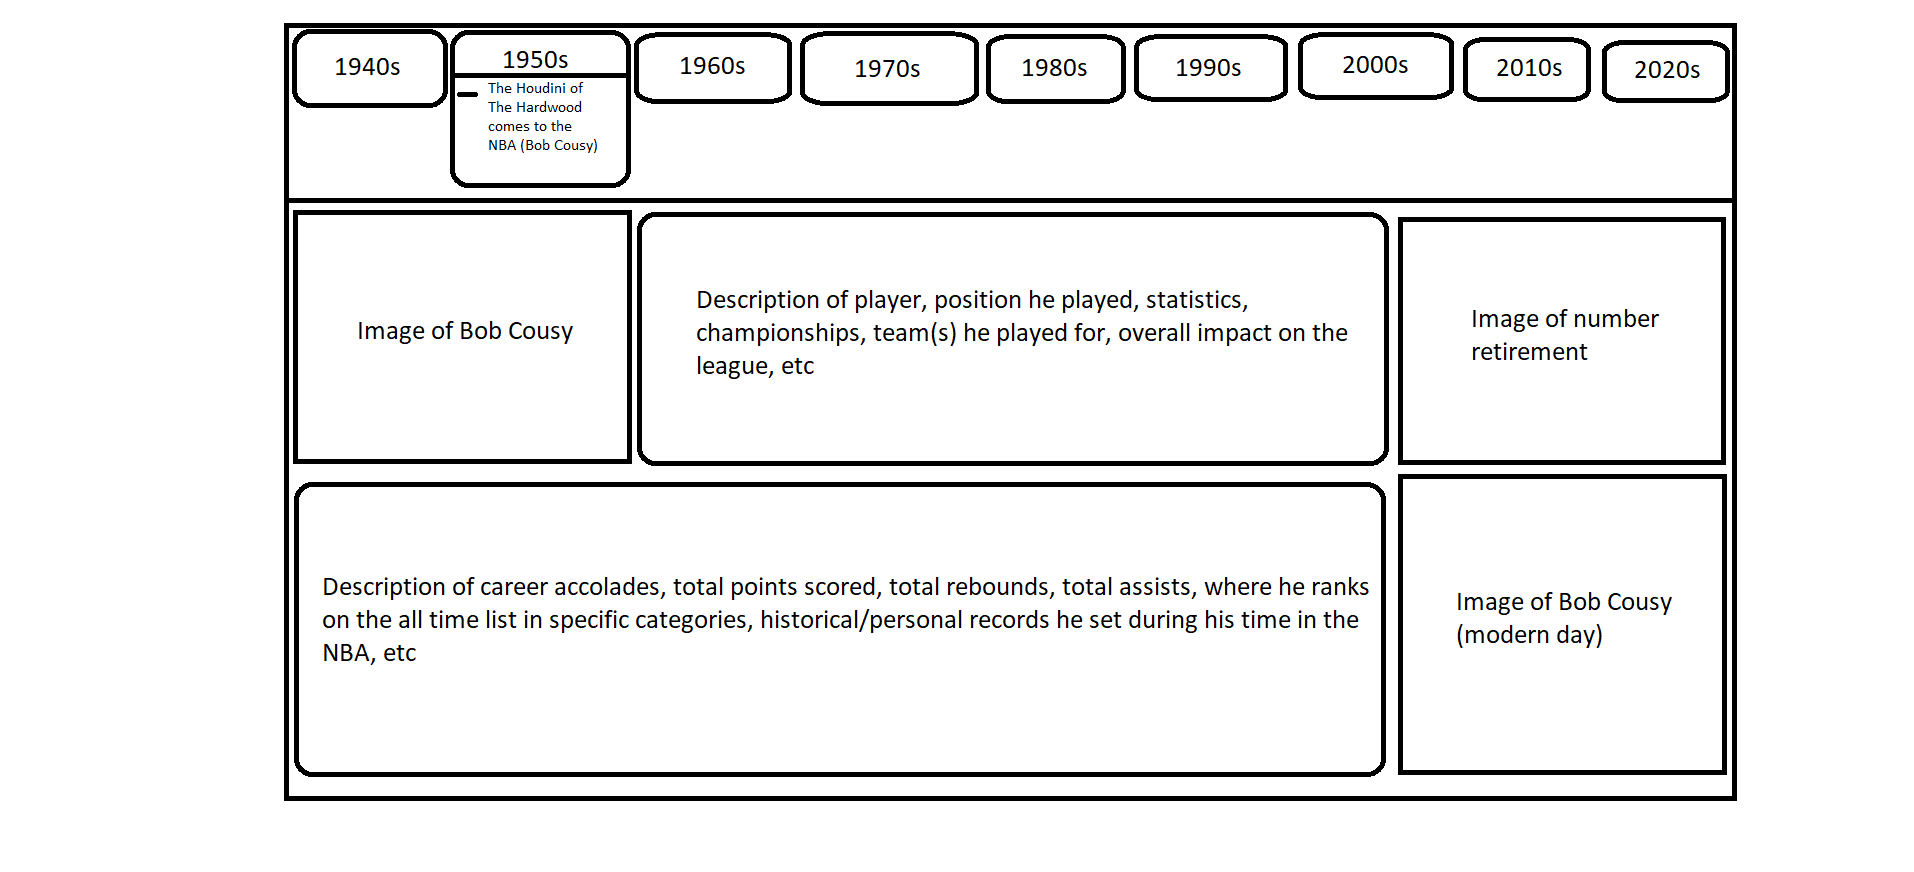 1940s
1950s
1960s
1970s
1980s
1990s
2000s
2010s
2020s
The Houdini of
The Hardwood
comes to the
NBA (Bob Cousy)
Image of Bob Cousy
Description of player, position he played, statistics,
championships, team(s) he played for, overall impact on the
league, etc
Image of number
retirement
Description of career accolades, total points scored, total rebounds, total assists, where he ranks
on the all time list in specific categories, historical/personal records he set during his time in the
NBA, etc
Image of Bob Cousy
(modern day)